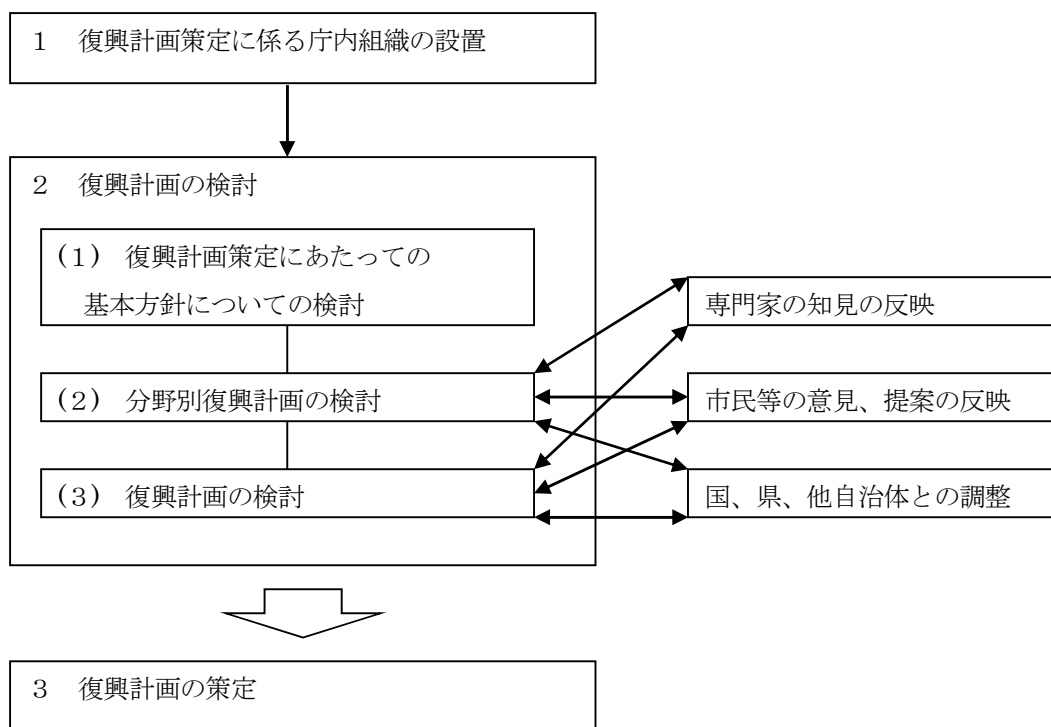 １　復興計画策定に係る庁内組織の設置
２　復興計画の検討
(１)　復興計画策定にあたっての
基本方針についての検討
専門家の知見の反映
(２)　分野別復興計画の検討
市民等の意見、提案の反映
(３)　復興計画の検討
国、県、他自治体との調整
３　復興計画の策定